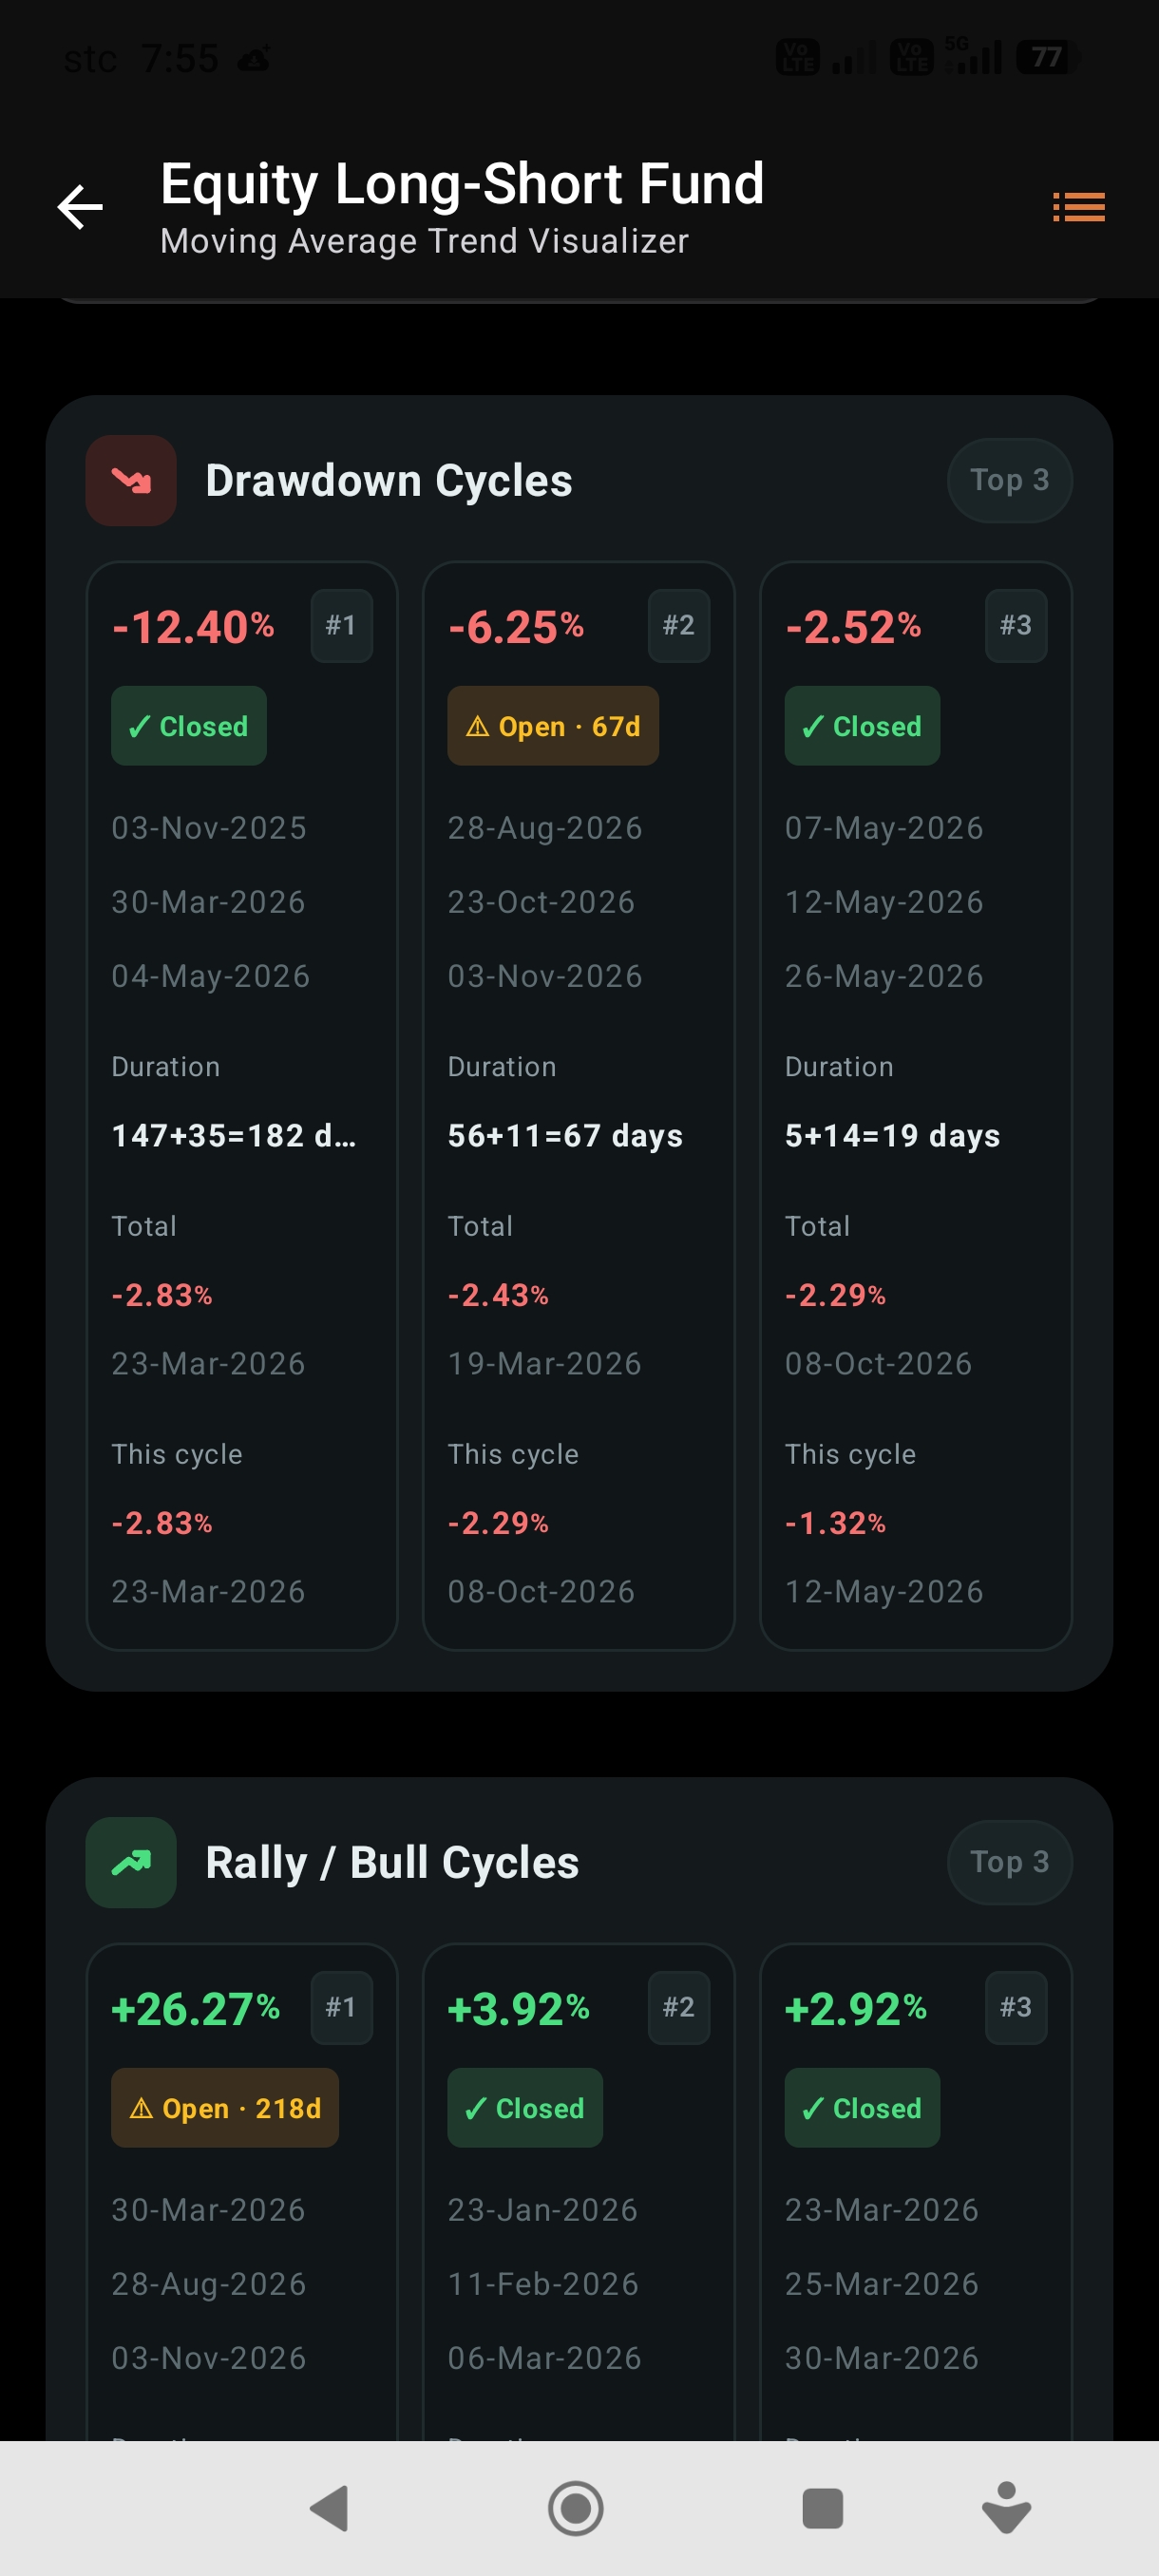 stc 7:55 Vo LTE Vo LTE 5G 77
Equity Long-Short Fund
Moving Average Trend Visualizer
Drawdown Cycles Top 3
-12.40% #1
✓ Closed
03-Nov-2025
30-Mar-2026
04-May-2026
Duration
147+35=182 d…
Total
-2.83%
23-Mar-2026
This cycle
-2.83%
23-Mar-2026
-6.25% #2
⚠ Open · 67d
28-Aug-2026
23-Oct-2026
03-Nov-2026
Duration
56+11=67 days
Total
-2.43%
19-Mar-2026
This cycle
-2.29%
08-Oct-2026
-2.52% #3
✓ Closed
07-May-2026
12-May-2026
26-May-2026
Duration
5+14=19 days
Total
-2.29%
08-Oct-2026
This cycle
-1.32%
12-May-2026
Rally / Bull Cycles Top 3
+26.27% #1
⚠ Open · 218d
30-Mar-2026
28-Aug-2026
03-Nov-2026
+3.92% #2
✓ Closed
23-Jan-2026
11-Feb-2026
06-Mar-2026
+2.92% #3
✓ Closed
23-Mar-2026
25-Mar-2026
30-Mar-2026